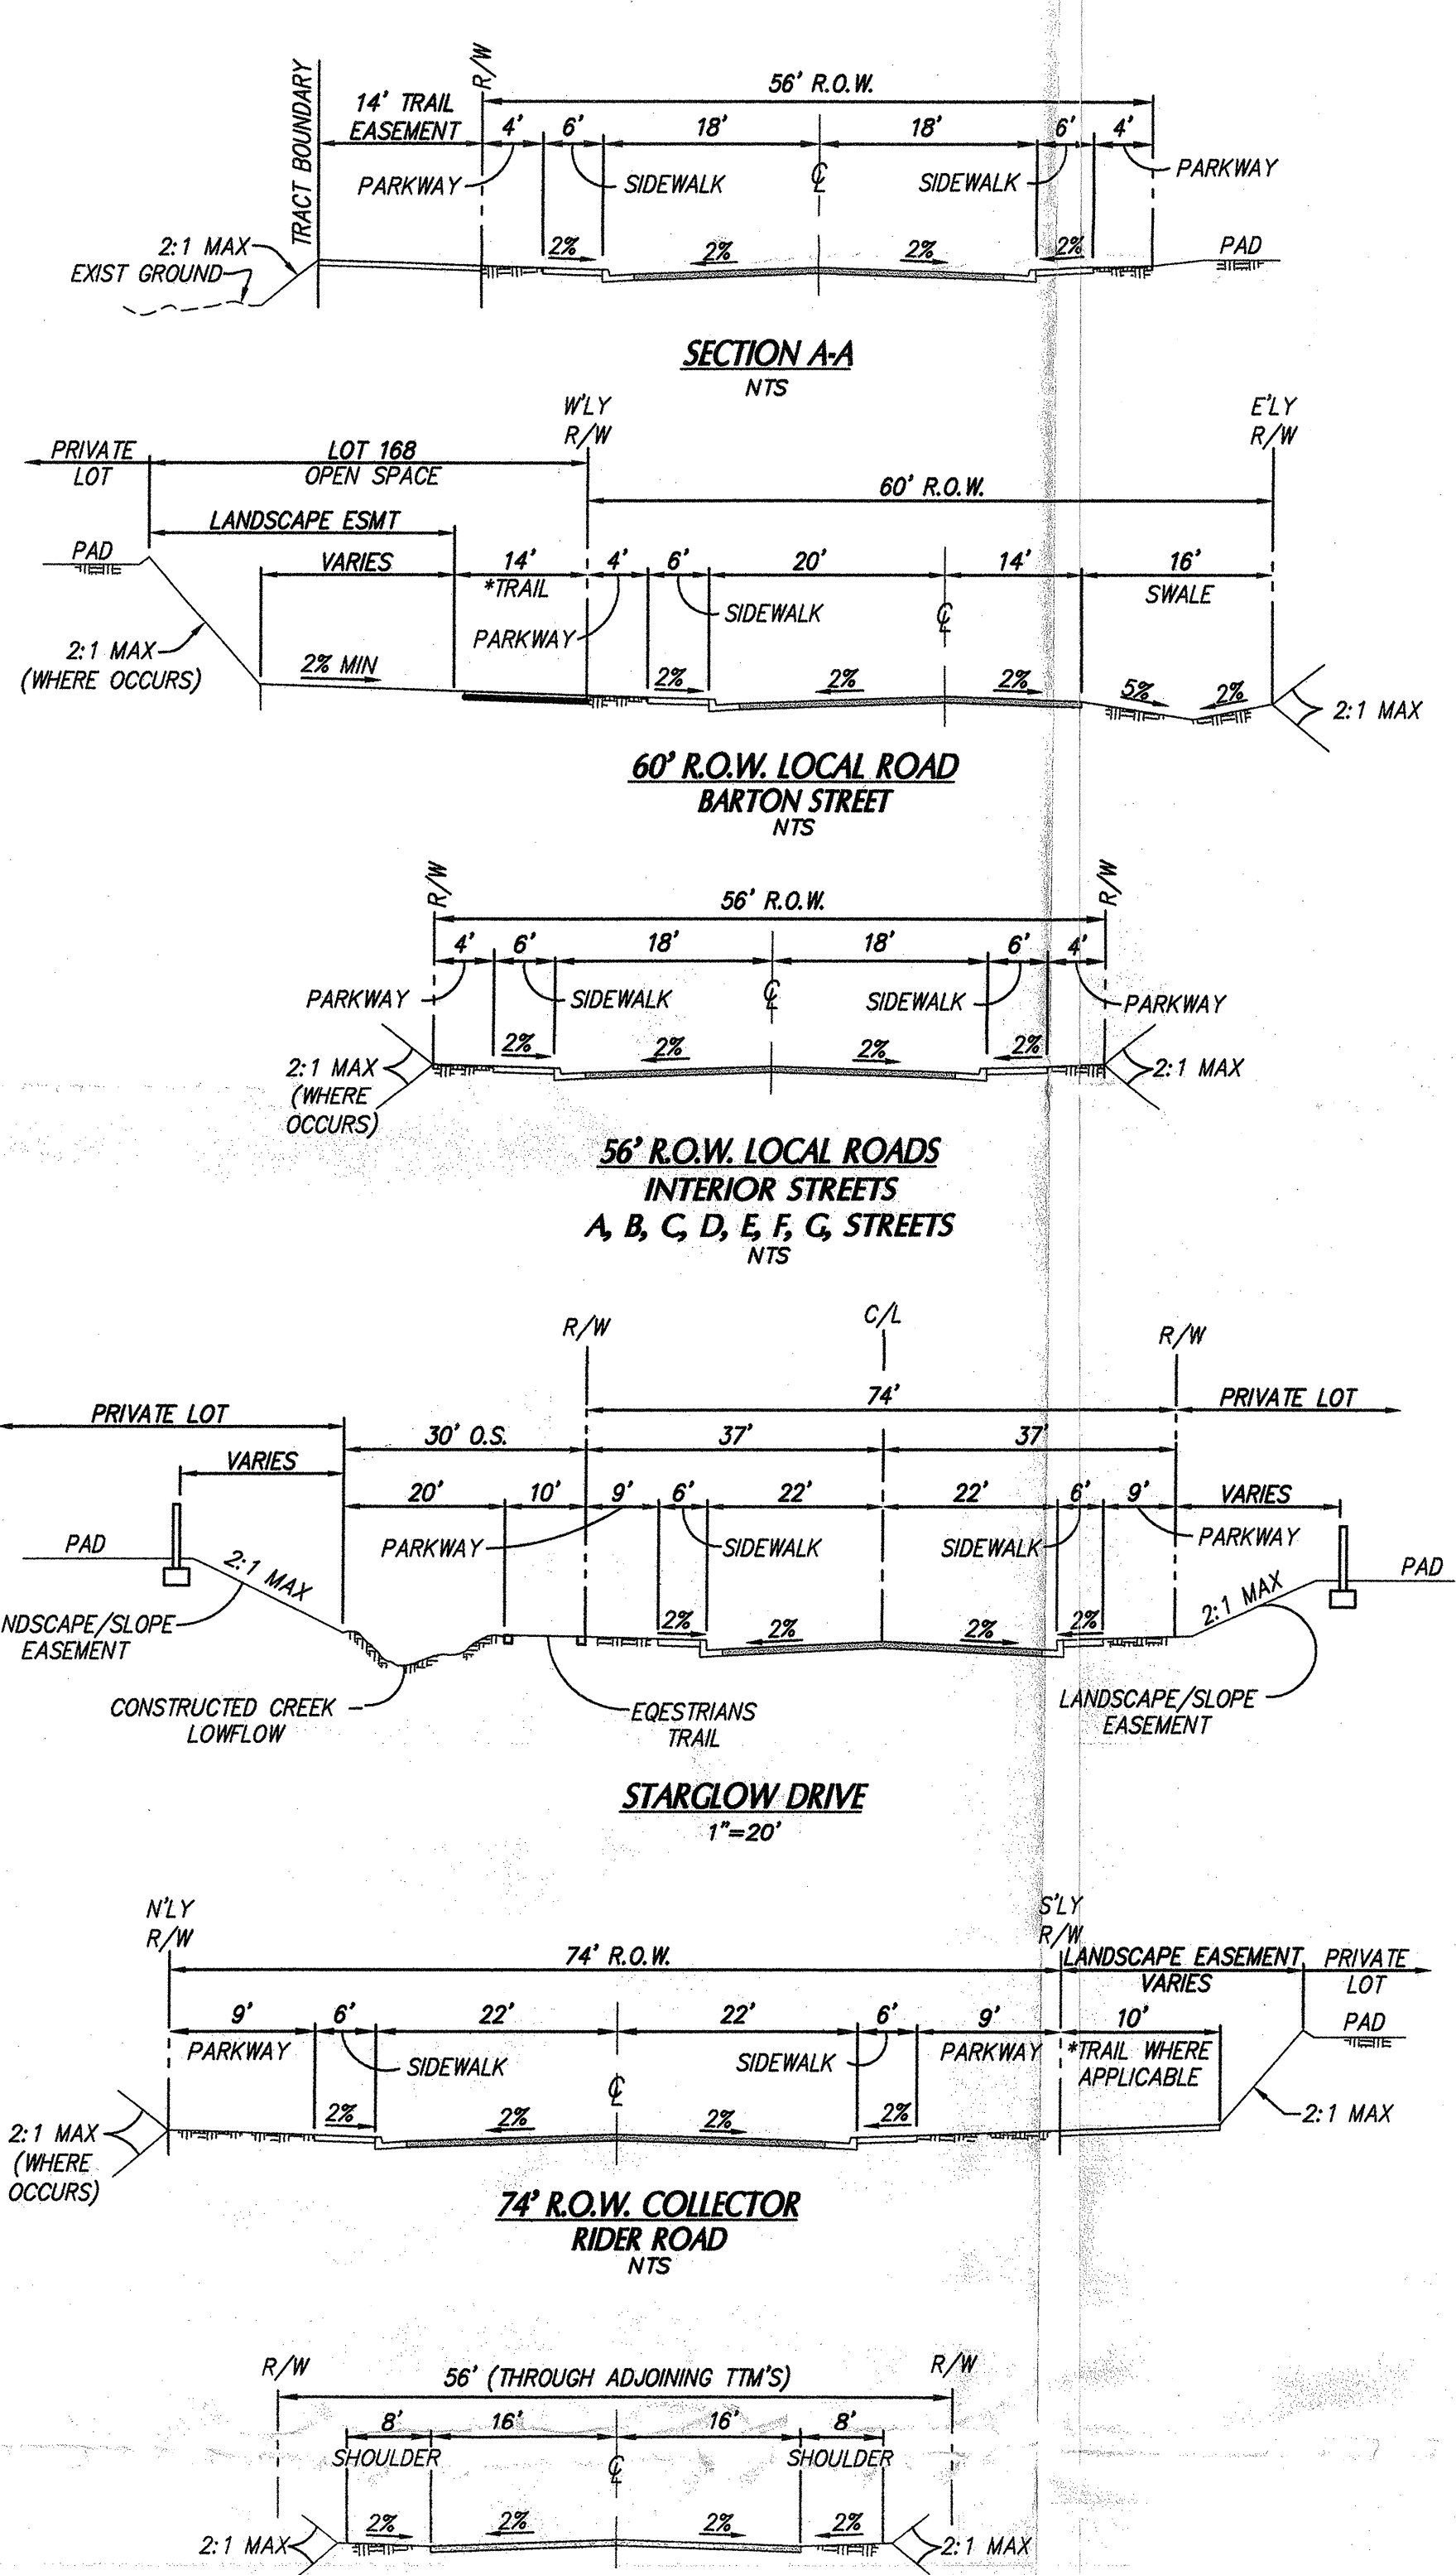 TRACT BOUNDARY
R/W
14' TRAIL
EASEMENT
56' R.O.W.
4' 6' 18' 18' 6' 4'
PARKWAY SIDEWALK ℄ SIDEWALK PARKWAY
2:1 MAX
EXIST GROUND
2% 2% 2% 2%
PAD
SECTION A-A
NTS
W'LY
R/W
E'LY
R/W
PRIVATE
LOT
LOT 168
OPEN SPACE
60' R.O.W.
LANDSCAPE ESMT
PAD
VARIES 14' 4' 6' 20' 14' 16'
*TRAIL
SWALE
SIDEWALK
℄
PARKWAY
2:1 MAX
(WHERE OCCURS)
2% MIN
2% 2% 2% 5% 2%
2:1 MAX
60' R.O.W. LOCAL ROAD
BARTON STREET
NTS
R/W
R/W
56' R.O.W.
4' 6' 18' 18' 6' 4'
PARKWAY SIDEWALK ℄ SIDEWALK PARKWAY
2% 2% 2% 2%
2:1 MAX
(WHERE
OCCURS)
2:1 MAX
56' R.O.W. LOCAL ROADS
INTERIOR STREETS
A, B, C, D, E, F, G, STREETS
NTS
R/W C/L R/W
74'
PRIVATE LOT
PRIVATE LOT
30' O.S. 37' 37'
VARIES
20' 10' 9' 6' 22' 22' 6' 9' VARIES
PARKWAY SIDEWALK SIDEWALK PARKWAY
PAD
2:1 MAX
2:1 MAX
PAD
NDSCAPE/SLOPE
EASEMENT
2% 2% 2% 2%
CONSTRUCTED CREEK
LOWFLOW
EQESTRIANS
TRAIL
LANDSCAPE/SLOPE
EASEMENT
STARGLOW DRIVE
1"=20'
N'LY
R/W
S'LY
R/W
74' R.O.W.
LANDSCAPE EASEMENT
VARIES
PRIVATE
LOT
9' 6' 22' 22' 6' 9' 10'
PARKWAY SIDEWALK ℄ SIDEWALK PARKWAY
*TRAIL WHERE
APPLICABLE
PAD
2:1 MAX
2:1 MAX
(WHERE
OCCURS)
2% 2% 2% 2%
74' R.O.W. COLLECTOR
RIDER ROAD
NTS
R/W R/W
56' (THROUGH ADJOINING TTM'S)
8' 16' 16' 8'
SHOULDER ℄ SHOULDER
2% 2% 2% 2%
2:1 MAX 2:1 MAX